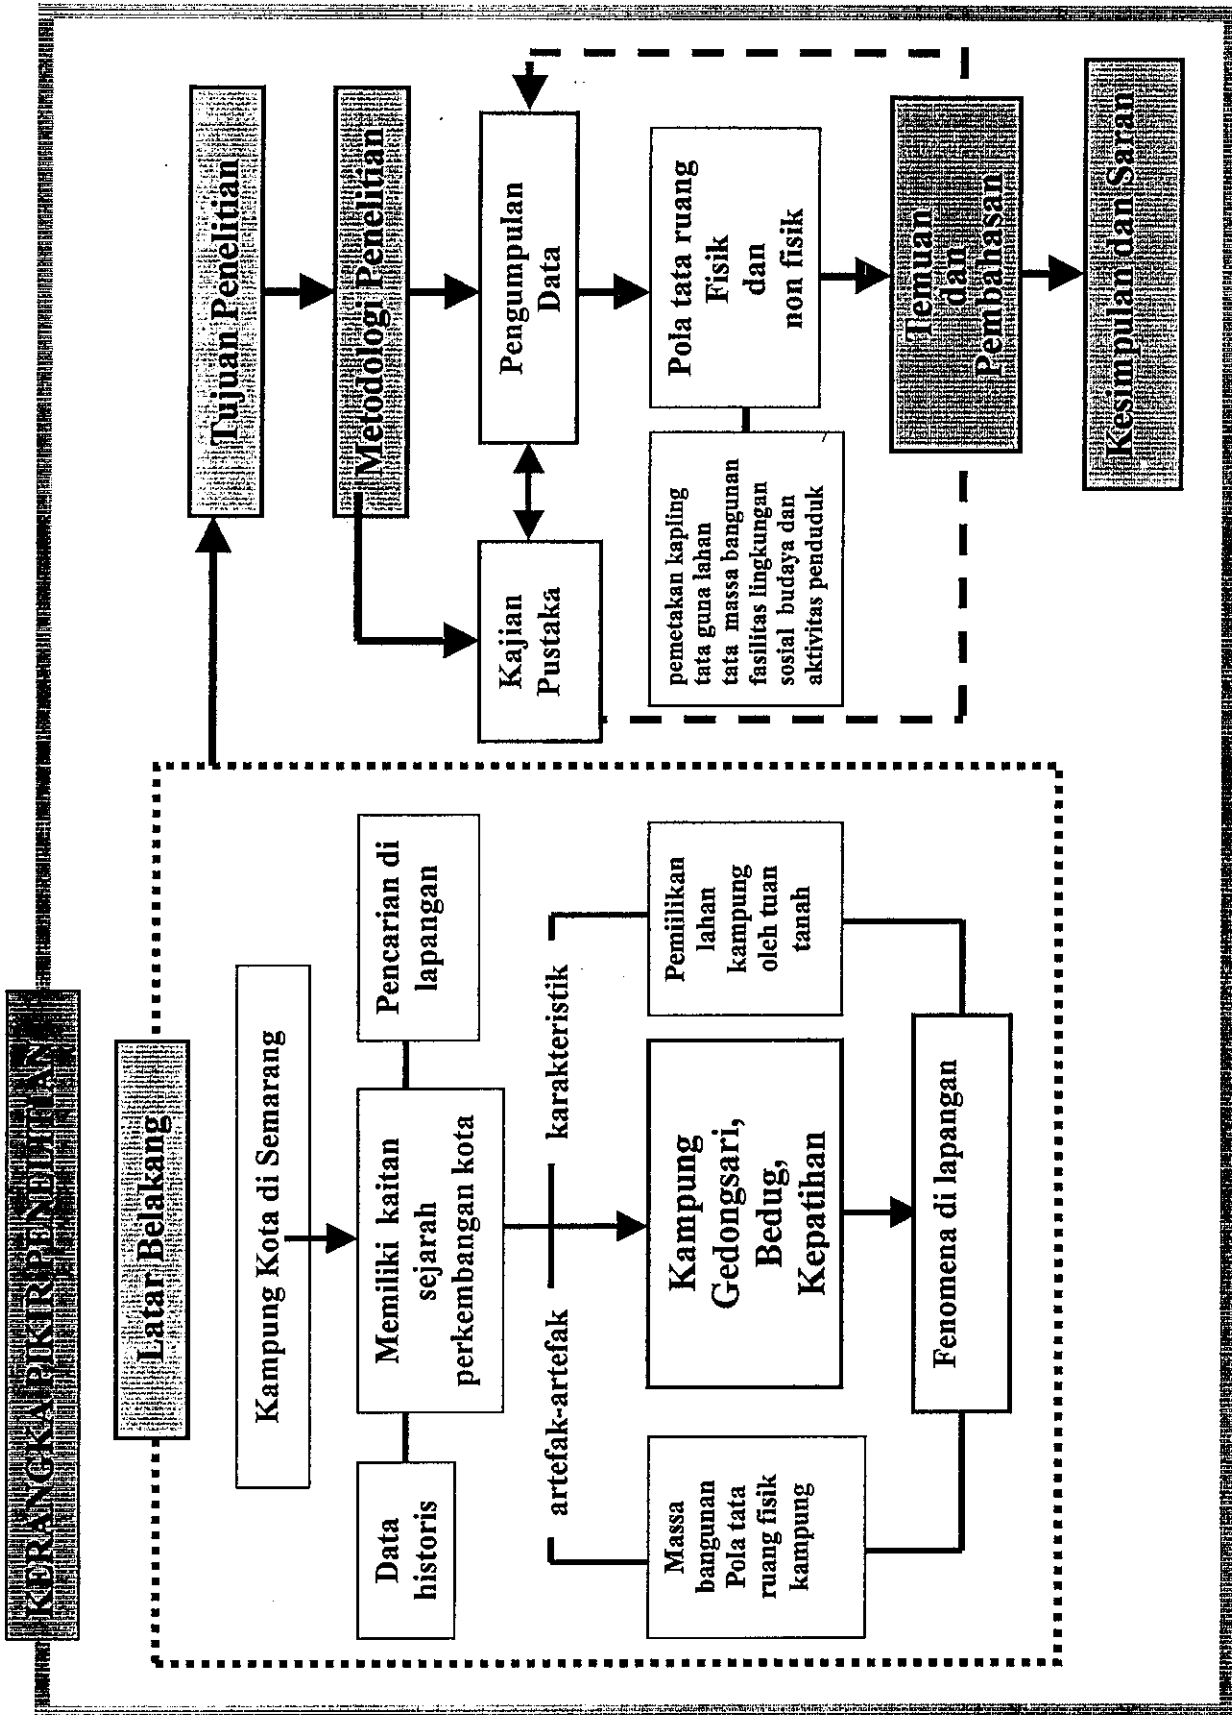 KERANGKA PIKIR PENELITIAN
Latar Belakang
Kampung Kota di Semarang
Data
historis
Memiliki kaitan
sejarah
perkembangan kota
Pencarian di
lapangan
artefak-artefak
karakteristik
Massa
bangunan
Pola tata
ruang fisik
kampung
Kampung
Gedongsari,
Bedug,
Kepatihan
Pemiilikan
lahan
kampung
oleh tuan
tanah
Fenomena di lapangan
Tujuan Penelitian
Metodologi Penelitian
Kajian
Pustaka
Pengumpulan
Data
pemetakan kapling
tata guna lahan
tata massa bangunan
fasilitas lingkungan
sosial budaya dan
aktivitas penduduk
Pola tata ruang
Fisik
dan
non fisik
Temuan
dan
Pembahasan
Kesimpulan dan Saran